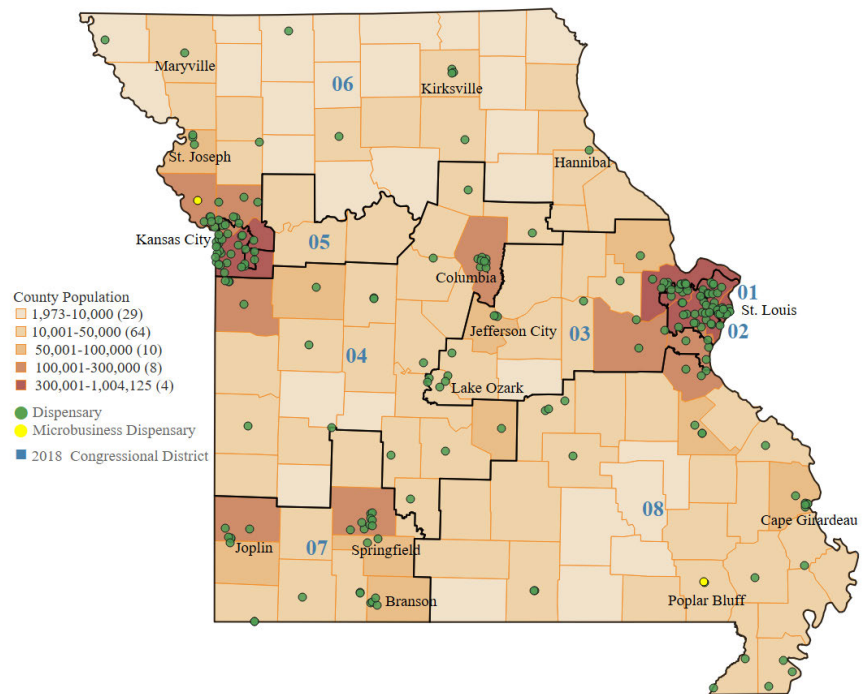 Maryville
06
Kirksville
St. Joseph
Hannibal
Kansas City
05
Columbia
01
St. Louis
02
Jefferson City
03
04
Lake Ozark
County Population
1,973-10,000 (29)
10,001-50,000 (64)
50,001-100,000 (10)
100,001-300,000 (8)
300,001-1,004,125 (4)
Dispensary
Microbusiness Dispensary
2018 Congressional District
08
Cape Girardeau
Joplin
07
Springfield
Branson
Poplar Bluff